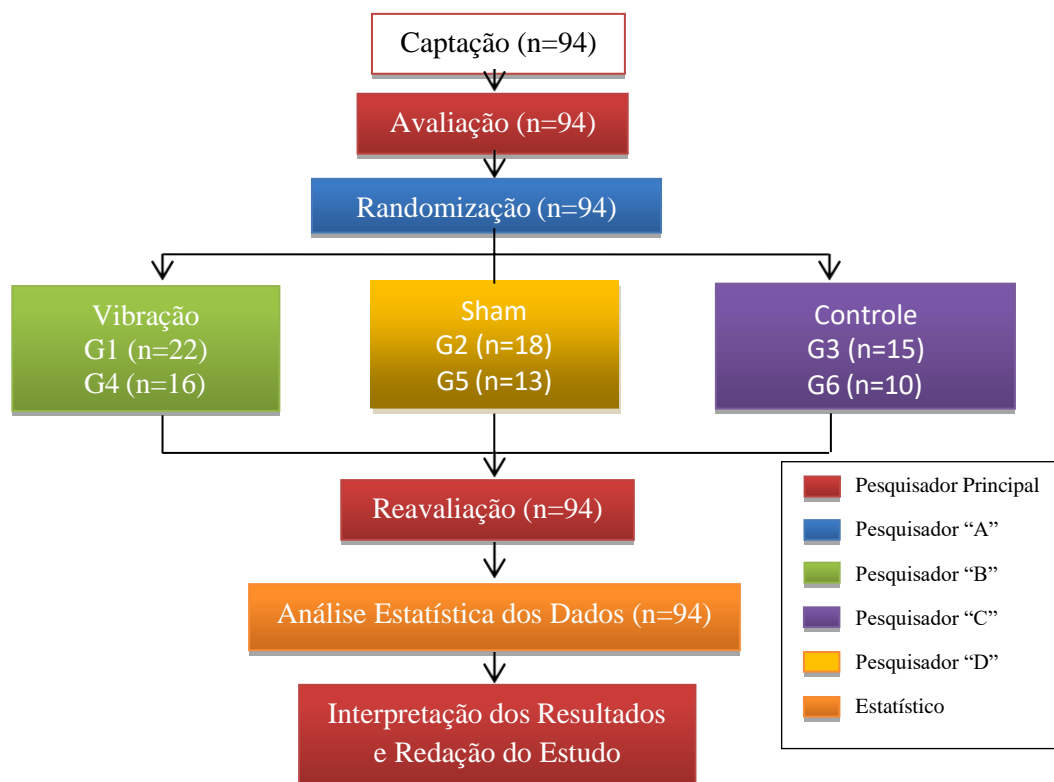 Captação (n=94)
Avaliação (n=94)
Randomização (n=94)
Vibração
G1 (n=22)
G4 (n=16)
Sham
G2 (n=18)
G5 (n=13)
Controle
G3 (n=15)
G6 (n=10)
Reavaliação (n=94)
Análise Estatística dos Dados (n=94)
Interpretação dos Resultados
e Redação do Estudo
Pesquisador Principal
Pesquisador “A”
Pesquisador “B”
Pesquisador “C”
Pesquisador “D”
Estatístico